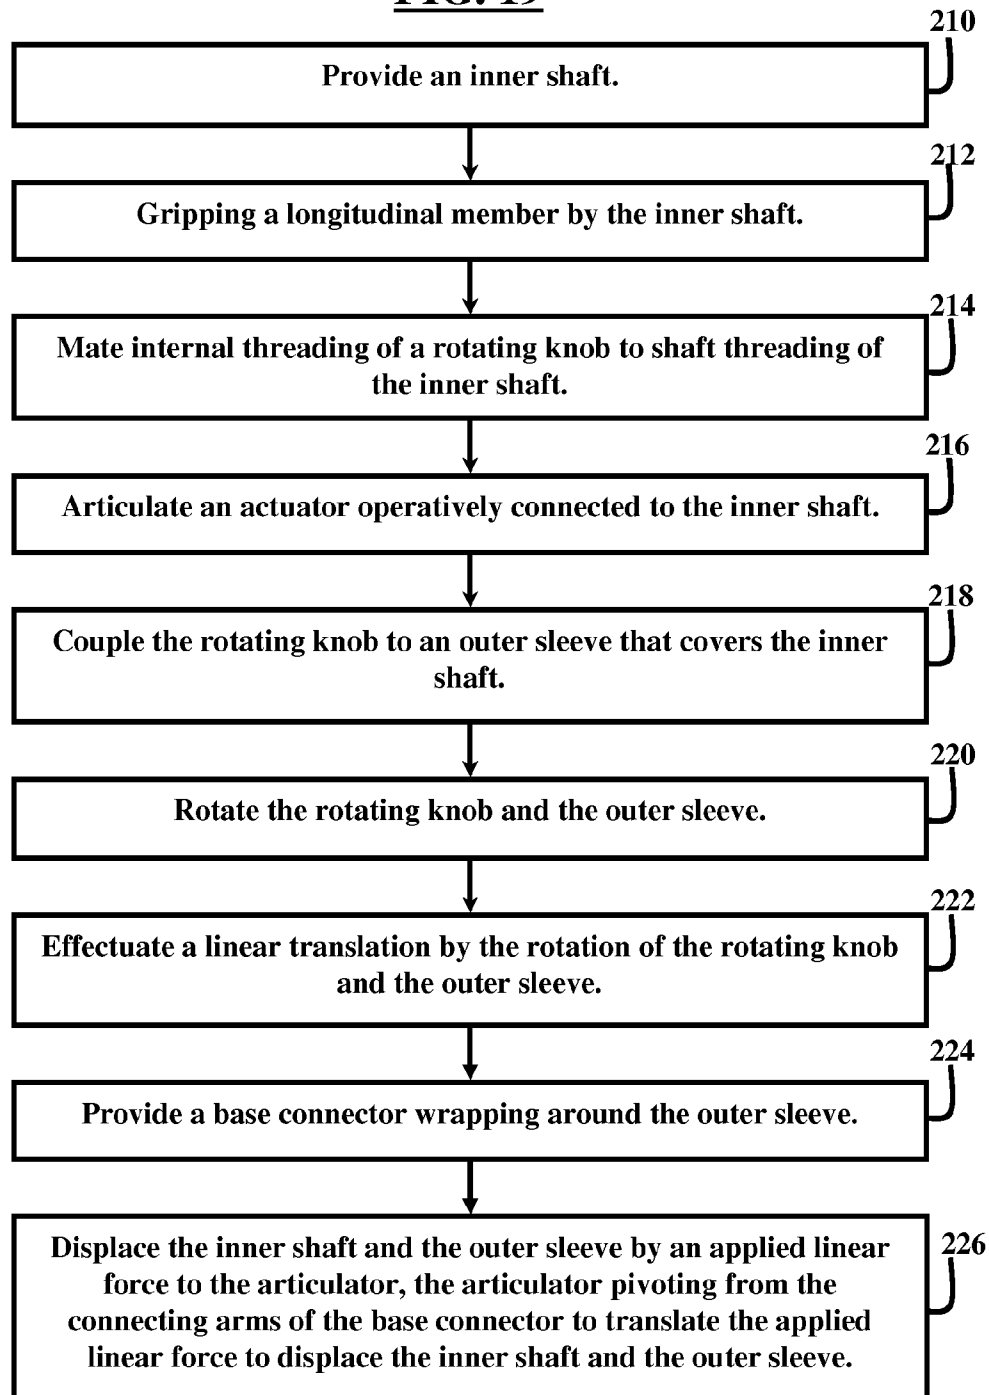 210
Provide an inner shaft.
212
Gripping a longitudinal member by the inner shaft.
214
Mate internal threading of a rotating knob to shaft threading of
the inner shaft.
216
Articulate an actuator operatively connected to the inner shaft.
218
Couple the rotating knob to an outer sleeve that covers the inner
shaft.
220
Rotate the rotating knob and the outer sleeve.
222
Effectuate a linear translation by the rotation of the rotating knob
and the outer sleeve.
224
Provide a base connector wrapping around the outer sleeve.
226
Displace the inner shaft and the outer sleeve by an applied linear
force to the articulator, the articulator pivoting from the
connecting arms of the base connector to translate the applied
linear force to displace the inner shaft and the outer sleeve.